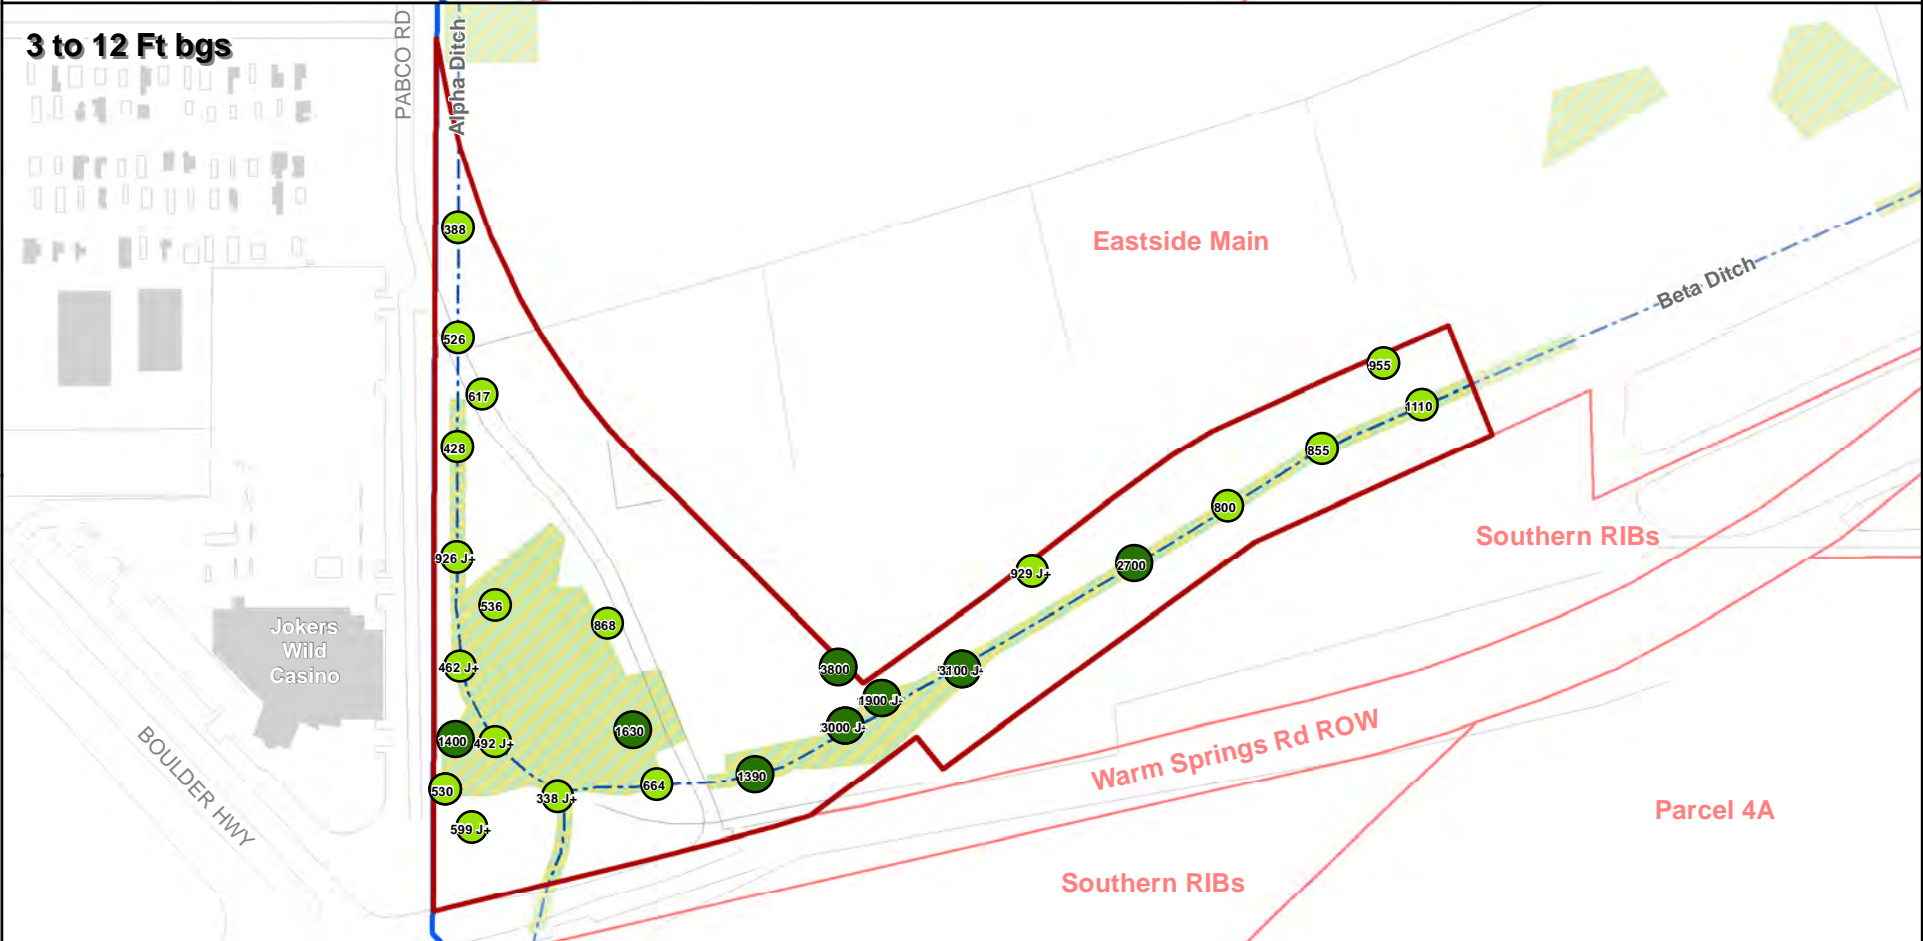 3 to 12 Ft bgs
PABCO RD
Alpha Ditch
388
Eastside Main
Beta Ditch
526
955
617
1110
428
855
800
Southern RIBs
926 J+
2700
929 J+
536
868
Jokers
Wild
Casino
462 J+
3800
3100 J-
1900 J-
3000 J-
1630
1400
492 J+
BOULDER HWY
Warm Springs Rd ROW
1390
664
530
338 J+
599 J+
Parcel 4A
Southern RIBs